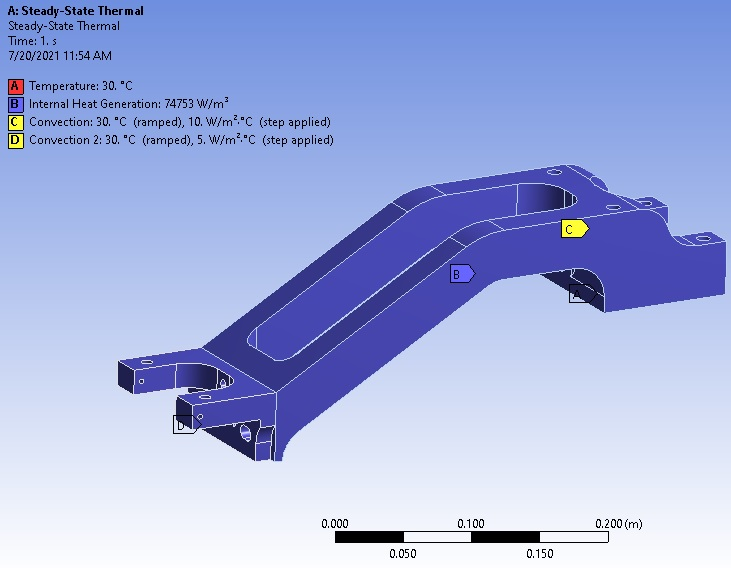 A: Steady-State Thermal
Steady-State Thermal
Time: 1. s
7/20/2021 11:54 AM
A Temperature: 30. °C
B Internal Heat Generation: 74753 W/m³
C Convection: 30. °C (ramped), 10. W/m²·°C (step applied)
D Convection 2: 30. °C (ramped), 5. W/m²·°C (step applied)
C
B
A
D
0.000 0.100 0.200 (m)
0.050 0.150